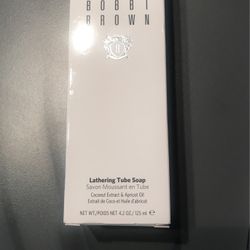 BOBBI
BROWN
B
Lathering Tube Soap
Savon Moussant en Tube
Coconut Extract & Apricot Oil
Extrait de Coco et Huile d'abricot
NET WT./POIDS NET 4.2 OZ./125 ml ℮